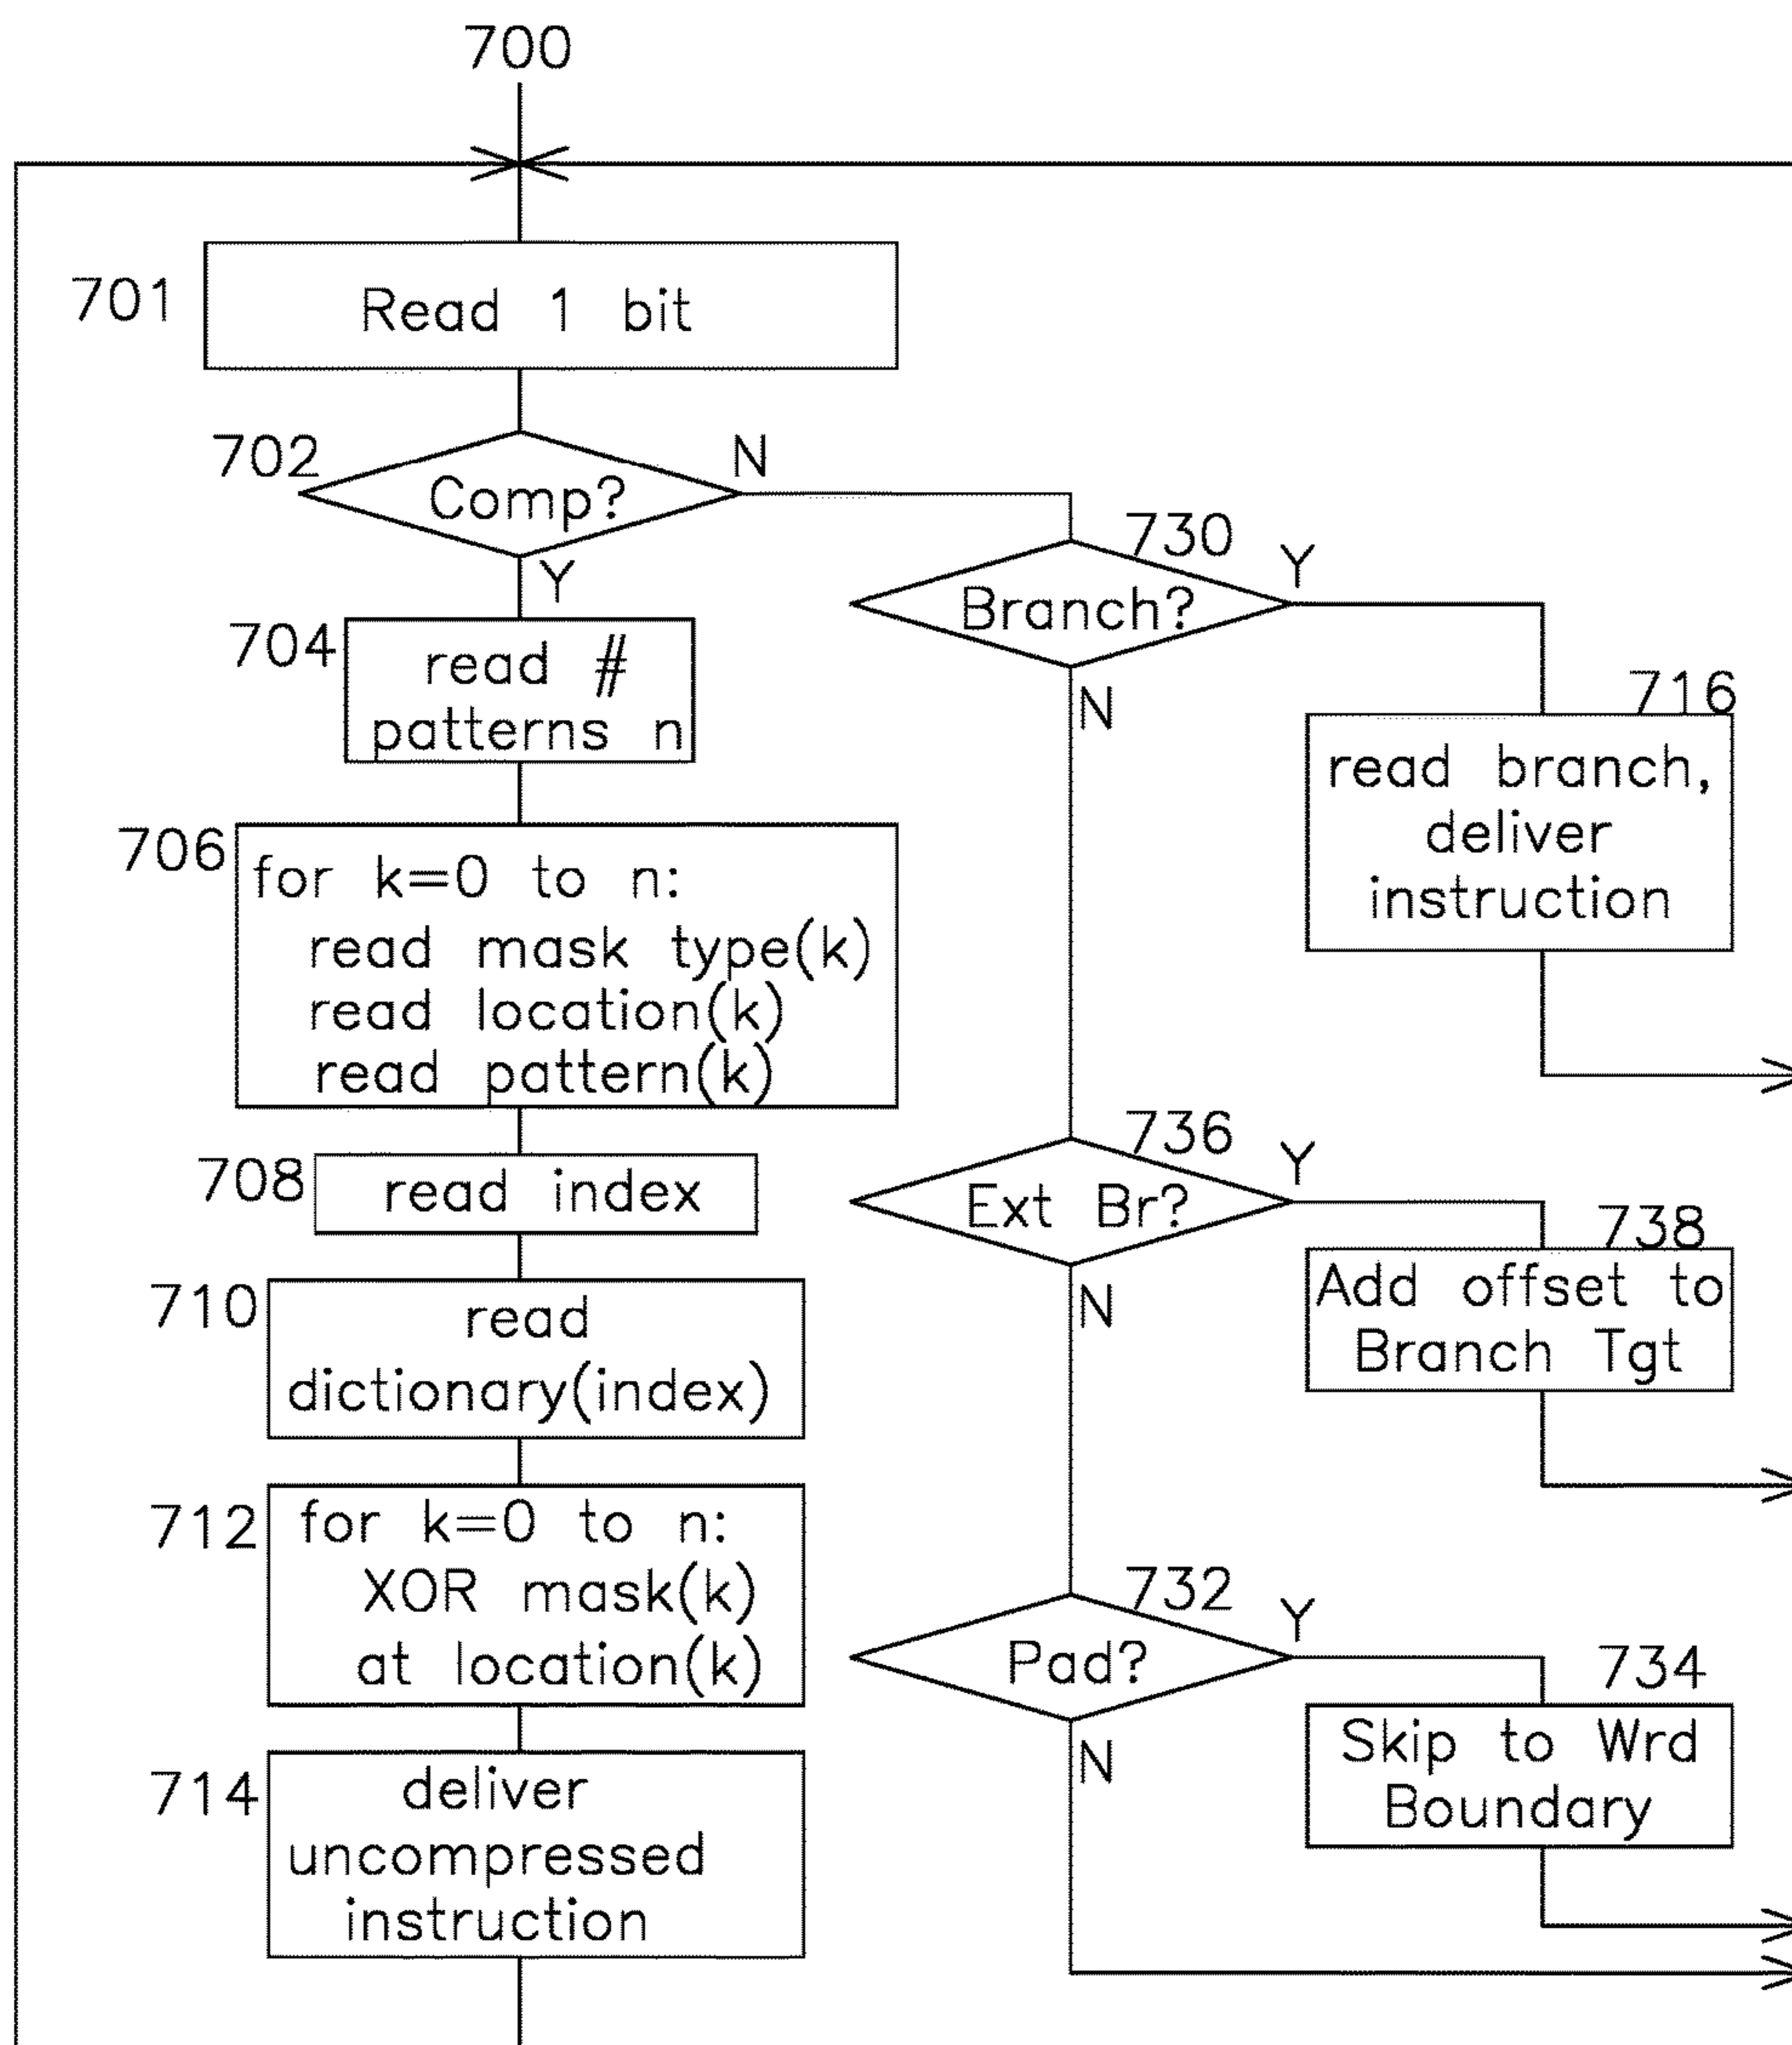 700
701
Read 1 bit
702
Comp?
N
Y
730
Branch?
Y
N
704
read #
patterns n
716
read branch,
deliver
instruction
706
for k=0 to n:
read mask type(k)
read location(k)
read pattern(k)
708
read index
736
Ext Br?
Y
N
738
Add offset to
Branch Tgt
710
read
dictionary(index)
712
for k=0 to n:
XOR mask(k)
at location(k)
732
Pad?
Y
N
734
Skip to Wrd
Boundary
714
deliver
uncompressed
instruction